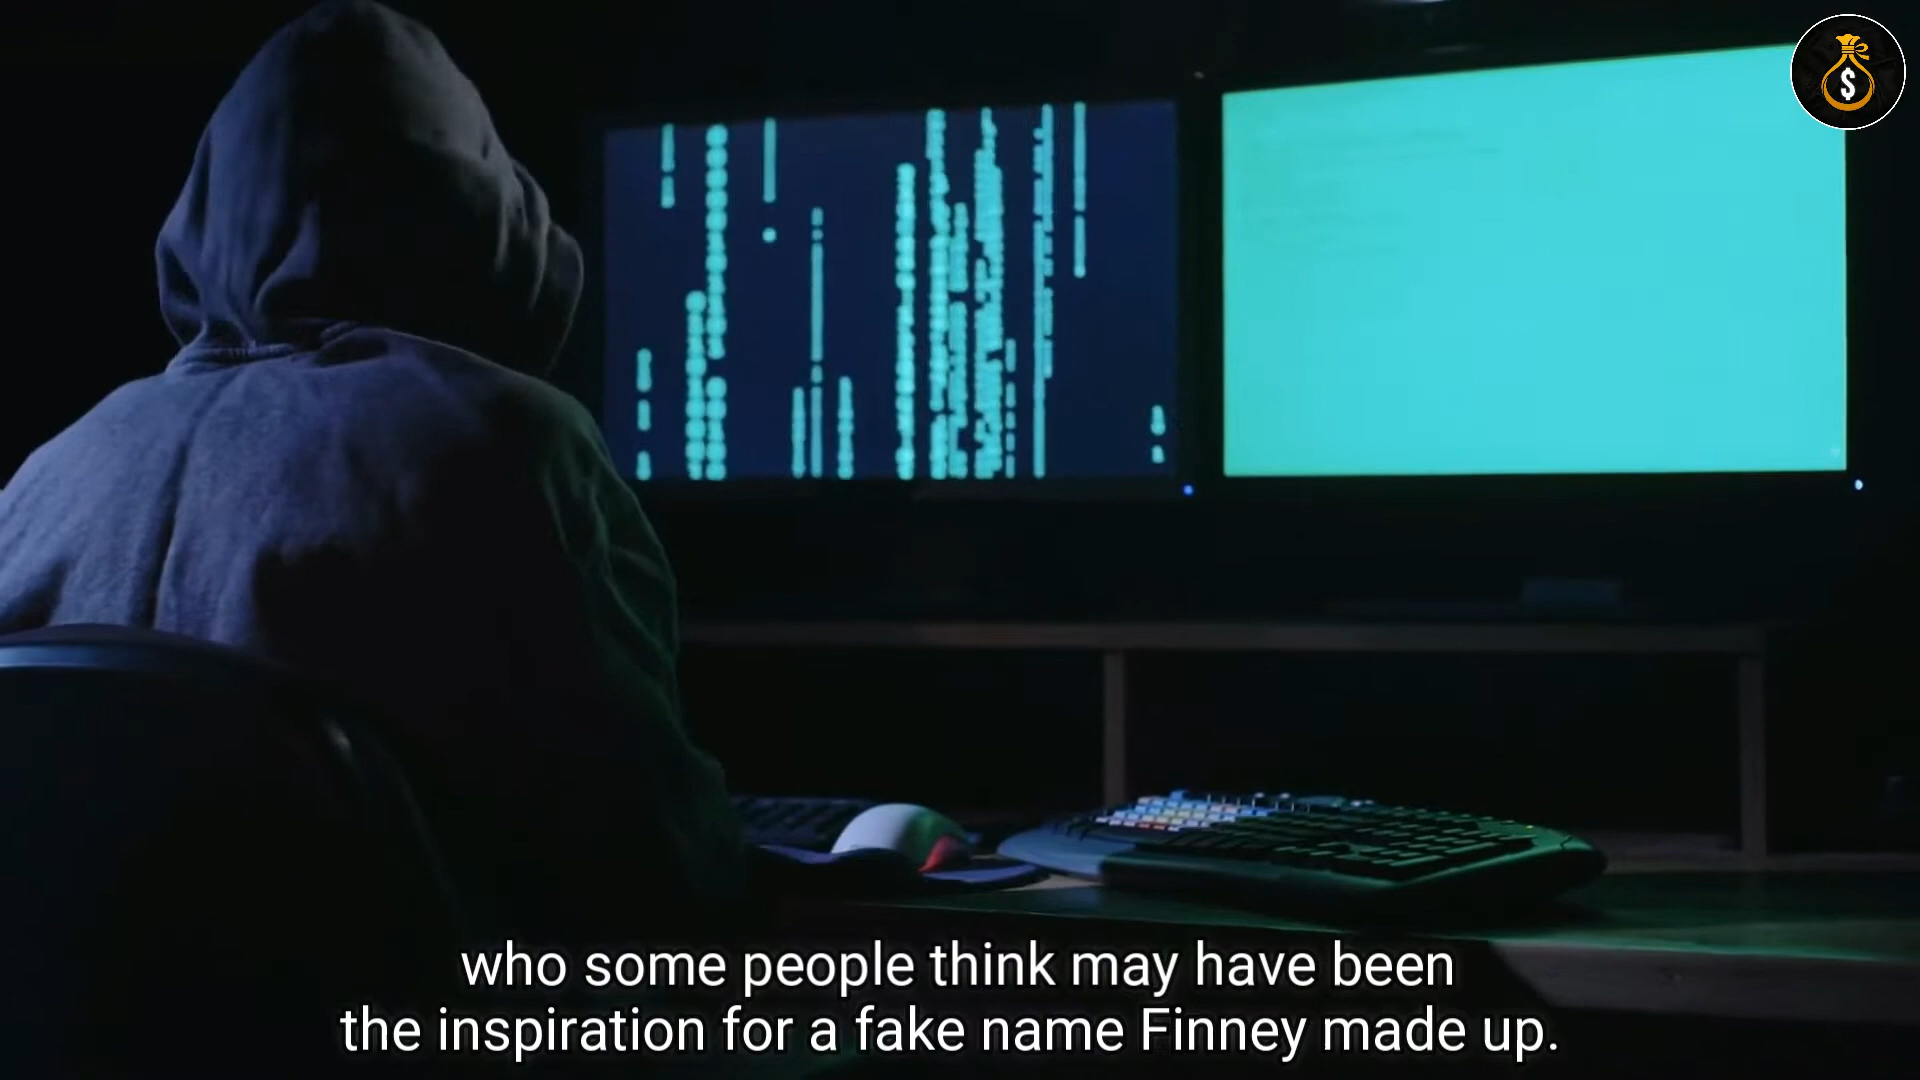 $
who some people think may have been
the inspiration for a fake name Finney made up.